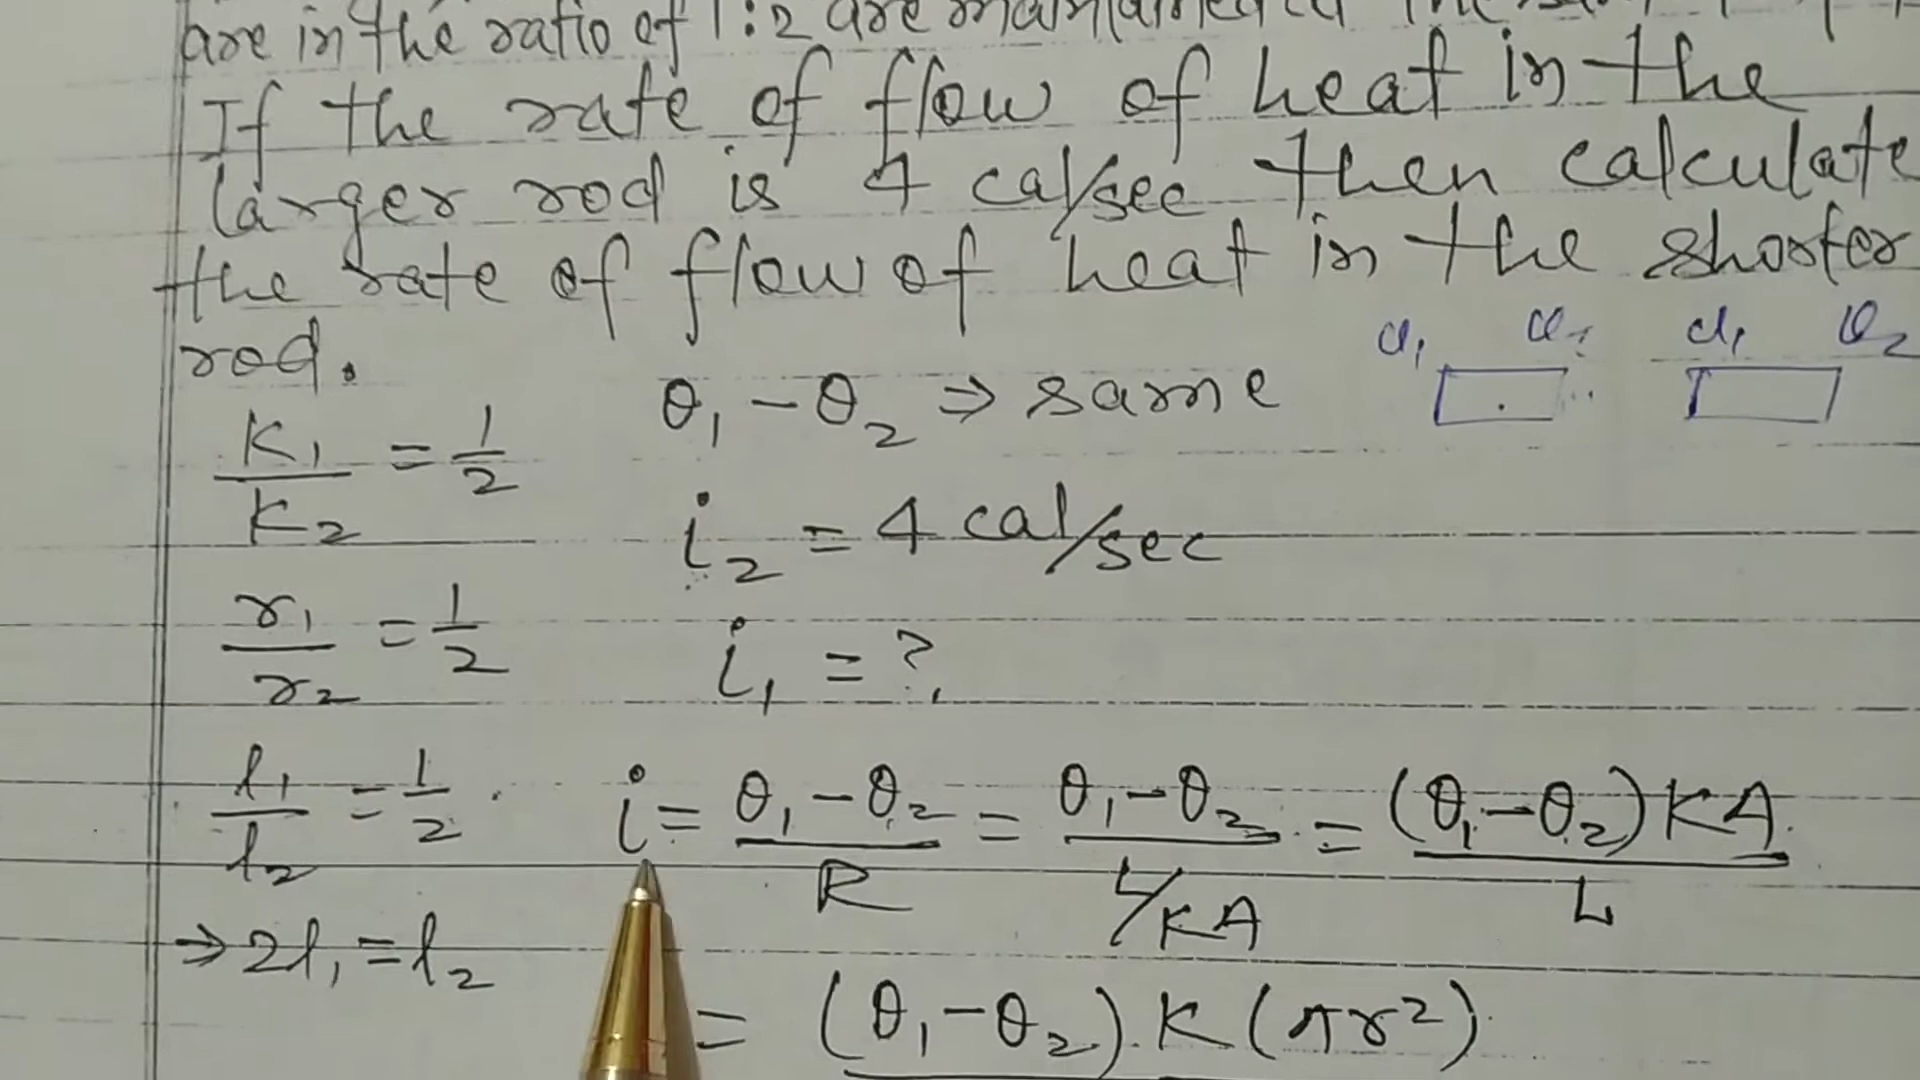 are in the ratio of 1:2 are maintained at the
If the rate of flow of heat in the
larger rod is 4 cal/sec then calculate
the rate of flow of heat in the shorter
rod.
θ₁ θ₂ θ₁ θ₂
K₁/K₂ = 1/2
θ₁ - θ₂ ⇒ same
i₂ = 4 cal/sec
r₁/r₂ = 1/2
i₁ = ?
l₁/l₂ = 1/2
i = θ₁-θ₂/R = θ₁-θ₂/L/KA = (θ₁-θ₂)KA/L
⇒ 2l₁ = l₂
= (θ₁-θ₂) K (πr²)